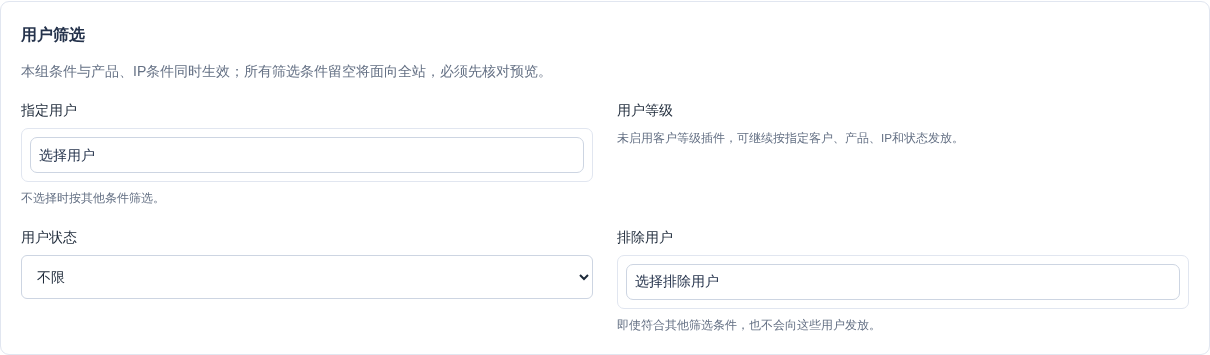 用户筛选
本组条件与产品、IP条件同时生效；所有筛选条件留空将面向全站，必须先核对预览。
指定用户
选择用户
不选择时按其他条件筛选。
用户等级
未启用客户等级插件，可继续按指定客户、产品、IP和状态发放。
用户状态
不限
排除用户
选择排除用户
即使符合其他筛选条件，也不会向这些用户发放。